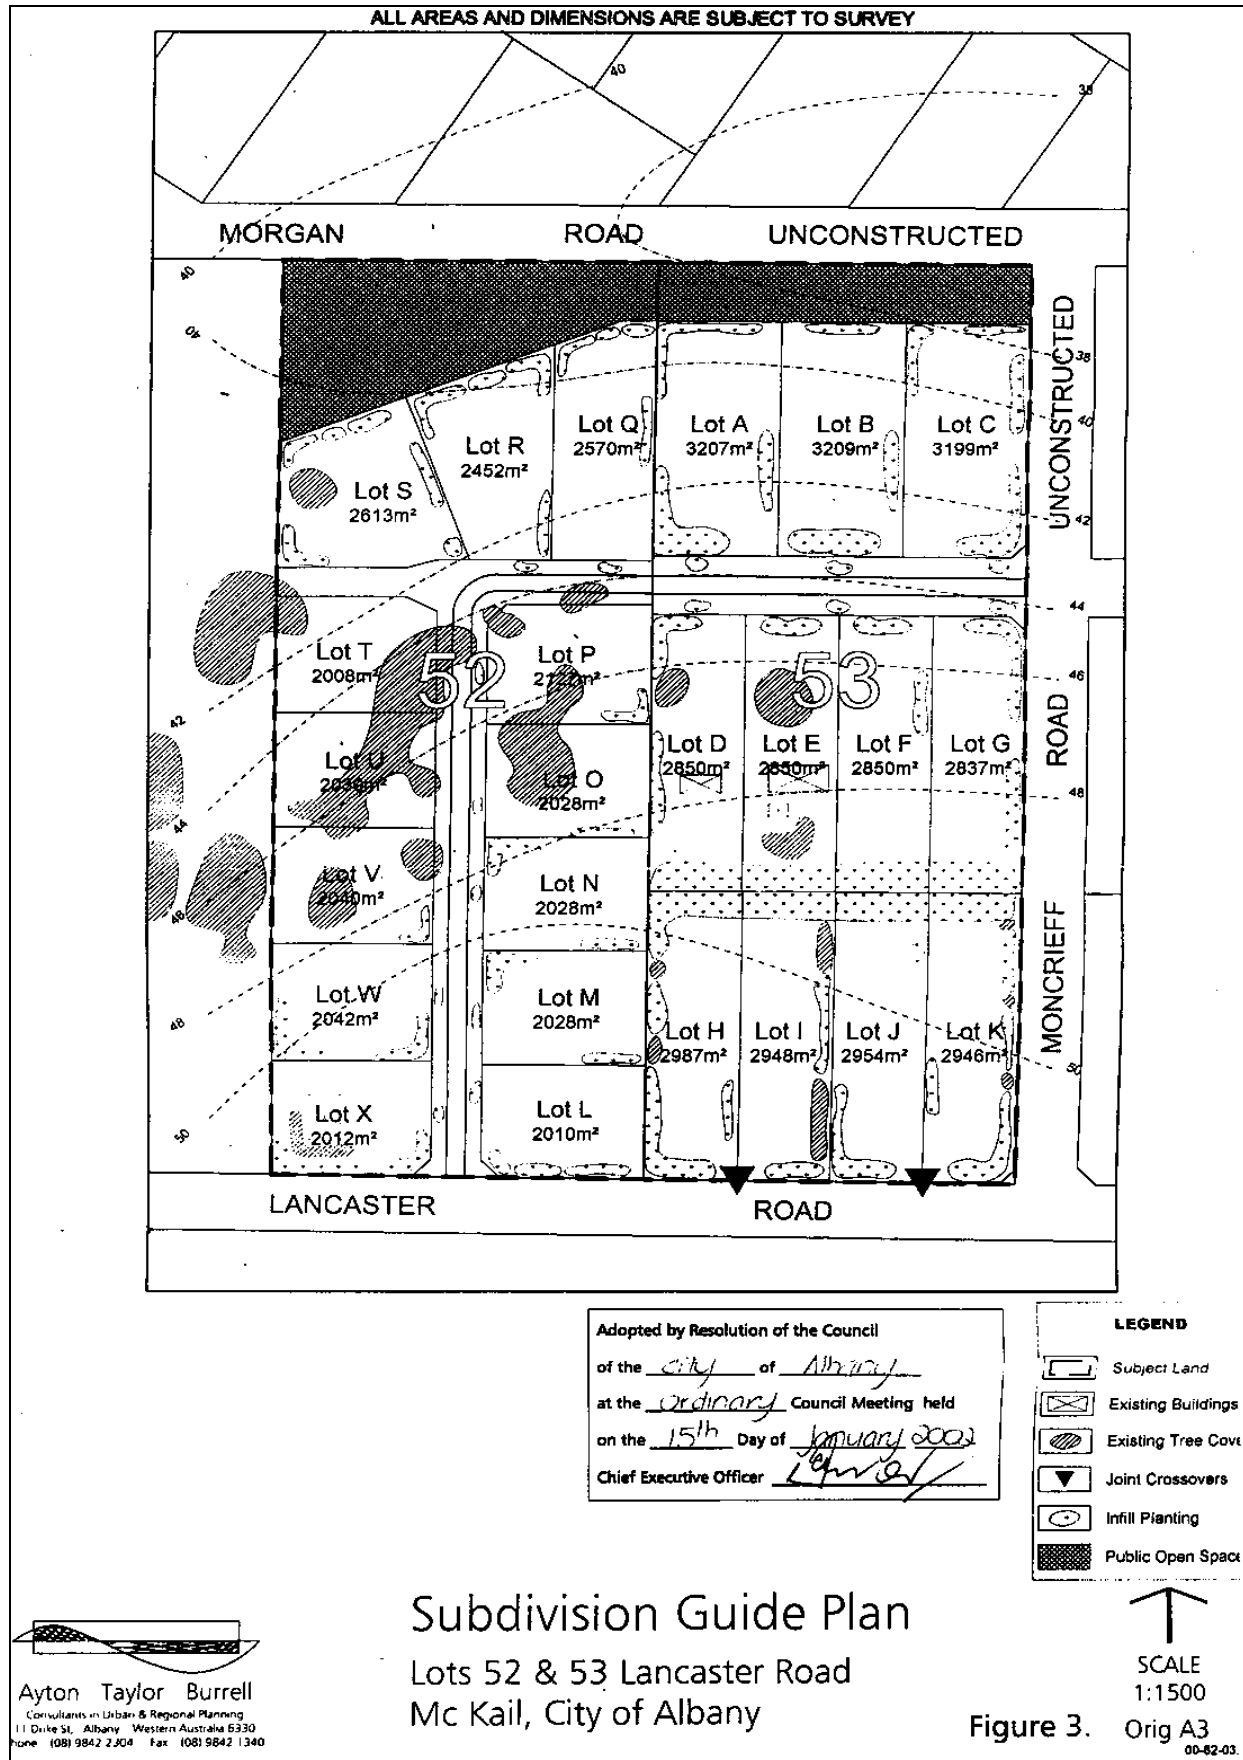 ALL AREAS AND DIMENSIONS ARE SUBJECT TO SURVEY
40
38
MORGAN ROAD UNCONSTRUCTED
40
40
UNCONSTRUCTED
38
40
42
Lot Q
2570m²
Lot A
3207m²
Lot B
3209m²
Lot C
3199m²
Lot R
2452m²
Lot S
2613m²
44
Lot T
2008m²
52
Lot P
53
46
42
ROAD
Lot U
Lot O
2028m²
Lot D
2850m²
Lot E
2850m²
Lot F
2850m²
Lot G
2837m²
48
44
Lot V
2040m²
Lot N
2028m²
MONCRIEFF
Lot W
2042m²
Lot M
2028m²
48
Lot H
2987m²
Lot I
2948m²
Lot J
2954m²
Lot K
2946m²
50
Lot X
2012m²
Lot L
2010m²
50
LANCASTER ROAD
Adopted by Resolution of the Council
of the City of Albany
at the Ordinary Council Meeting held
on the 15th Day of January 2002
Chief Executive Officer
LEGEND
Subject Land
Existing Buildings
Existing Tree Cove
Joint Crossovers
Infill Planting
Public Open Space
Subdivision Guide Plan
Lots 52 & 53 Lancaster Road
Mc Kail, City of Albany
SCALE
1:1500
Figure 3.
Orig A3
00-62-03.
Ayton Taylor Burrell
Consultants in Urban & Regional Planning
11 Duke St, Albany Western Australia 6330
hone (08) 9842 2304 Fax (08) 9842 1340